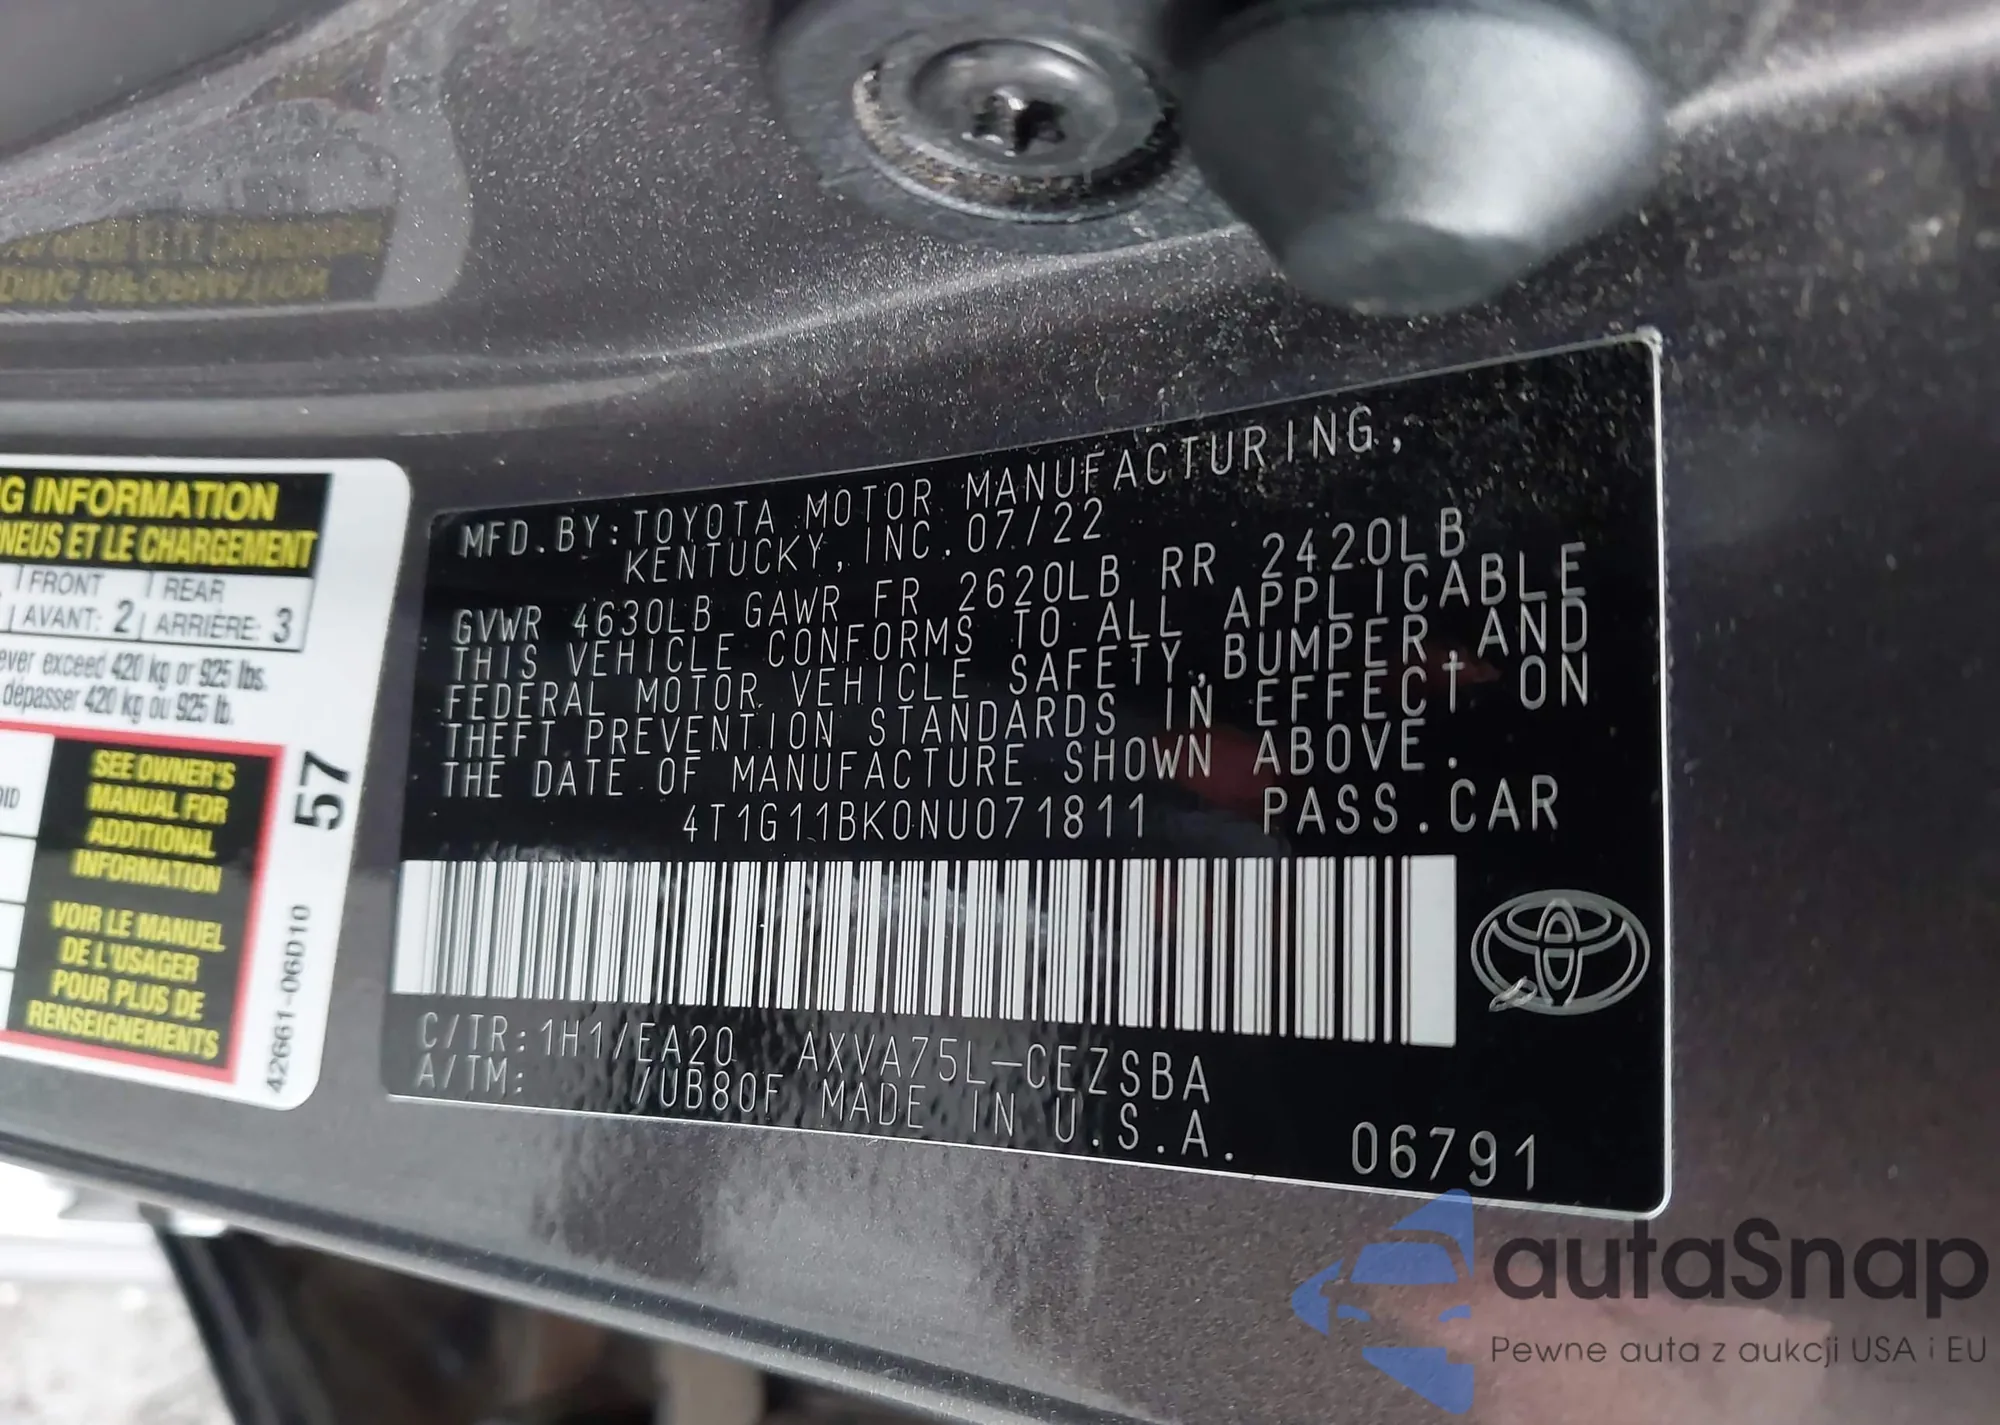 G INFORMATION
NEUS ET LE CHARGEMENT
FRONT REAR
AVANT: 2 ARRIÈRE: 3
ever exceed 420 kg or 925 lbs.
dépasser 420 kg ou 925 lb.
SEE OWNER'S
MANUAL FOR
ADDITIONAL
INFORMATION
VOIR LE MANUEL
DE L'USAGER
POUR PLUS DE
RENSEIGNEMENTS
57
42661-06D10
MFD.BY:TOYOTA MOTOR MANUFACTURING,
KENTUCKY, INC. 07/22
GVWR 4630LB GAWR FR 2620LB RR 2420LB
THIS VEHICLE CONFORMS TO ALL APPLICABLE
FEDERAL MOTOR VEHICLE SAFETY, BUMPER, AND
THEFT PREVENTION STANDARDS IN EFFECT ON
THE DATE OF MANUFACTURE SHOWN ABOVE.
4T1G11BK0NU071811 PASS.CAR
C/TR:1H1/EA20 AXVA75L-CEZSBA
A/TM: /UB80F MADE IN U.S.A.
06791
autaSnap
Pewne auta z aukcji USA i EU